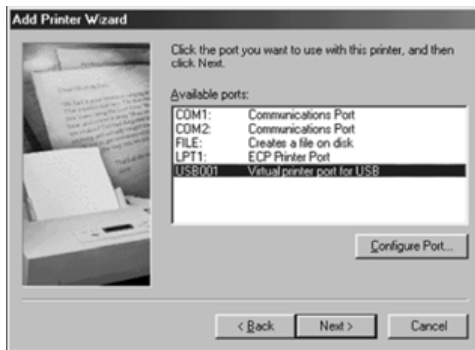 Add Printer Wizard
Click the port you want to use with this printer, and then
click Next.
Available ports:
COM1: Communications Port
COM2: Communications Port
FILE: Creates a file on disk
LPT1: ECP Printer Port
USB001 Virtual printer port for USB
Configure Port...
< Back Next > Cancel